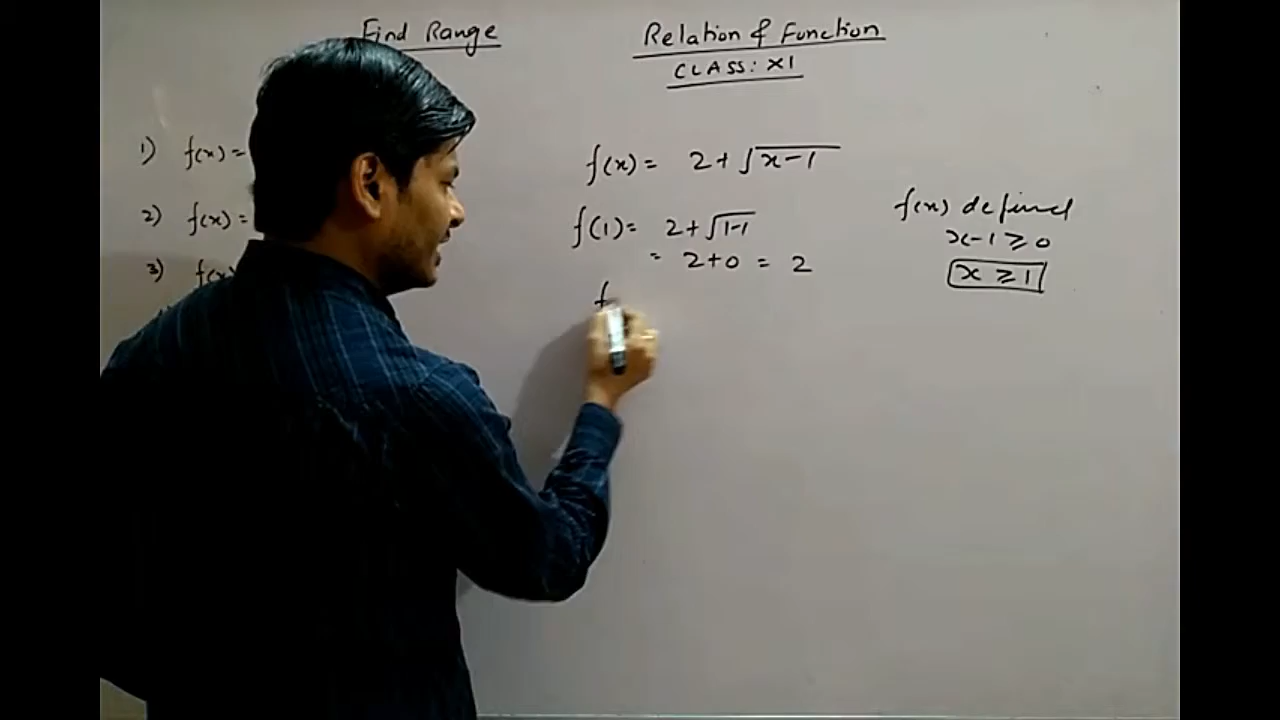 Find Range
Relation & Function
CLASS: XI
1) f(x) =
2) f(x) =
3) f(x)
f(x) = 2+√x-1
f(1) = 2+√1-1
= 2+0 = 2
f
f(x) defined
x-1 ≥ 0
x ≥ 1